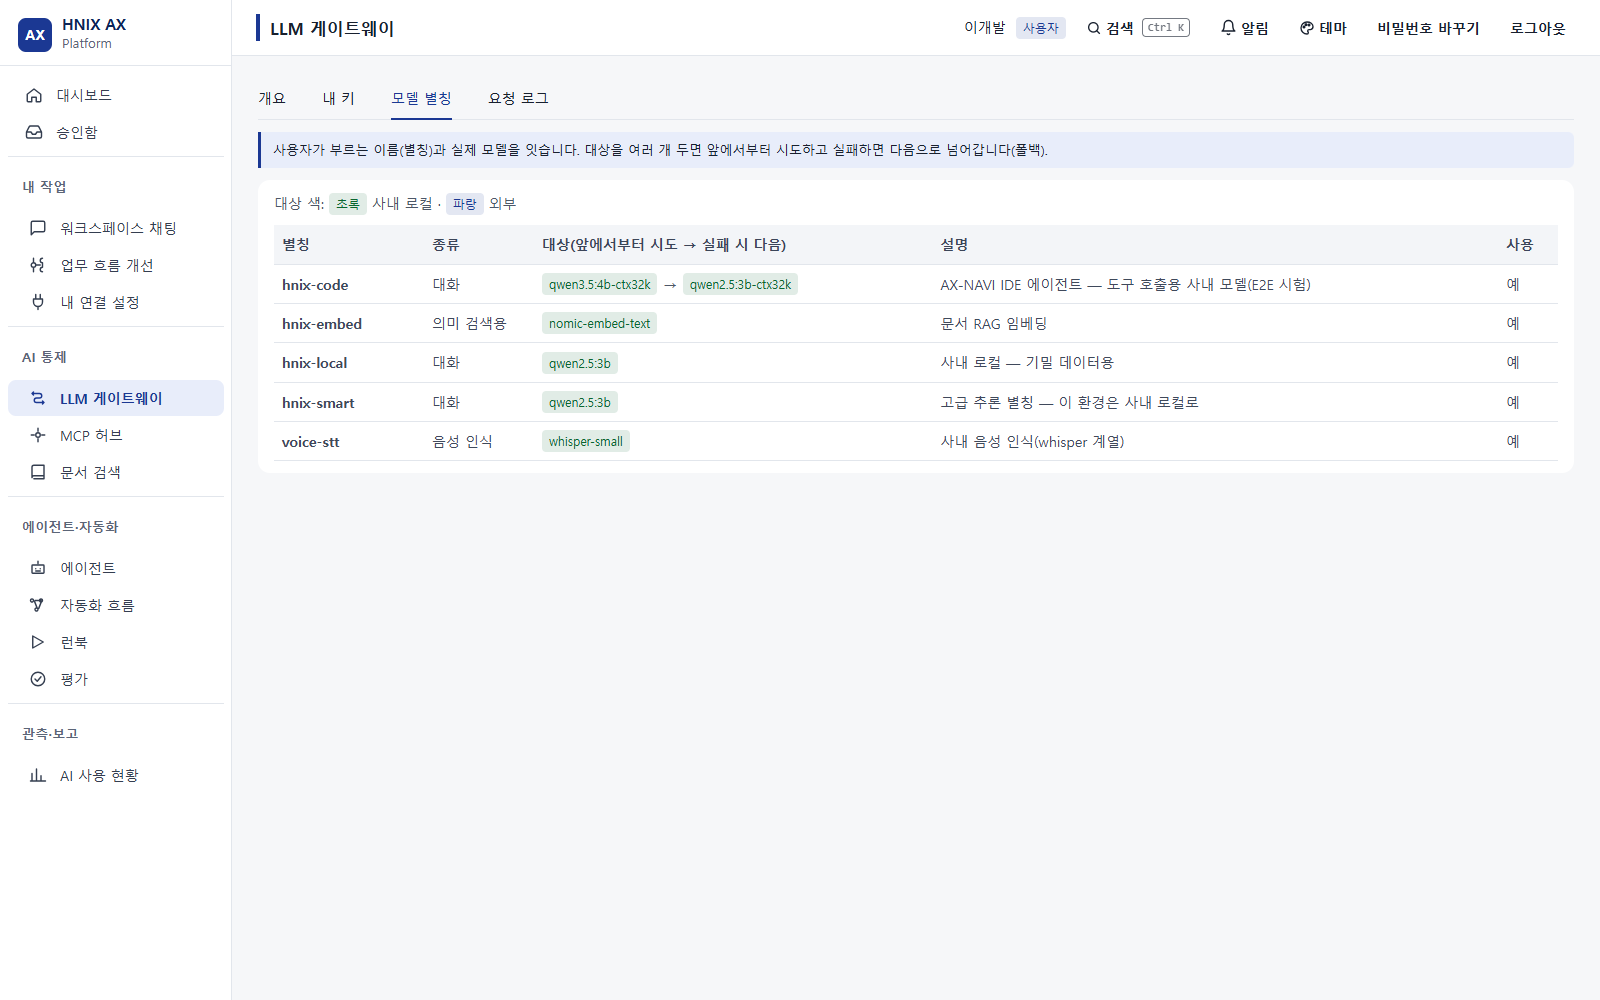 AX
HNIX AX
Platform
대시보드
승인함
내 작업
워크스페이스 채팅
업무 흐름 개선
내 연결 설정
AI 통제
LLM 게이트웨이
MCP 허브
문서 검색
에이전트·자동화
에이전트
자동화 흐름
런북
평가
관측·보고
AI 사용 현황
LLM 게이트웨이
이개발 사용자 검색 Ctrl K 알림 테마 비밀번호 바꾸기 로그아웃
개요 내 키 모델 별칭 요청 로그
사용자가 부르는 이름(별칭)과 실제 모델을 잇습니다. 대상을 여러 개 두면 앞에서부터 시도하고 실패하면 다음으로 넘어갑니다(폴백).
대상 색: 초록 사내 로컬 · 파랑 외부
별칭 종류 대상(앞에서부터 시도 → 실패 시 다음) 설명 사용
hnix-code 대화 qwen3.5:4b-ctx32k → qwen2.5:3b-ctx32k AX-NAVI IDE 에이전트 — 도구 호출용 사내 모델(E2E 시험) 예
hnix-embed 의미 검색용 nomic-embed-text 문서 RAG 임베딩 예
hnix-local 대화 qwen2.5:3b 사내 로컬 — 기밀 데이터용 예
hnix-smart 대화 qwen2.5:3b 고급 추론 별칭 — 이 환경은 사내 로컬로 예
voice-stt 음성 인식 whisper-small 사내 음성 인식(whisper 계열) 예